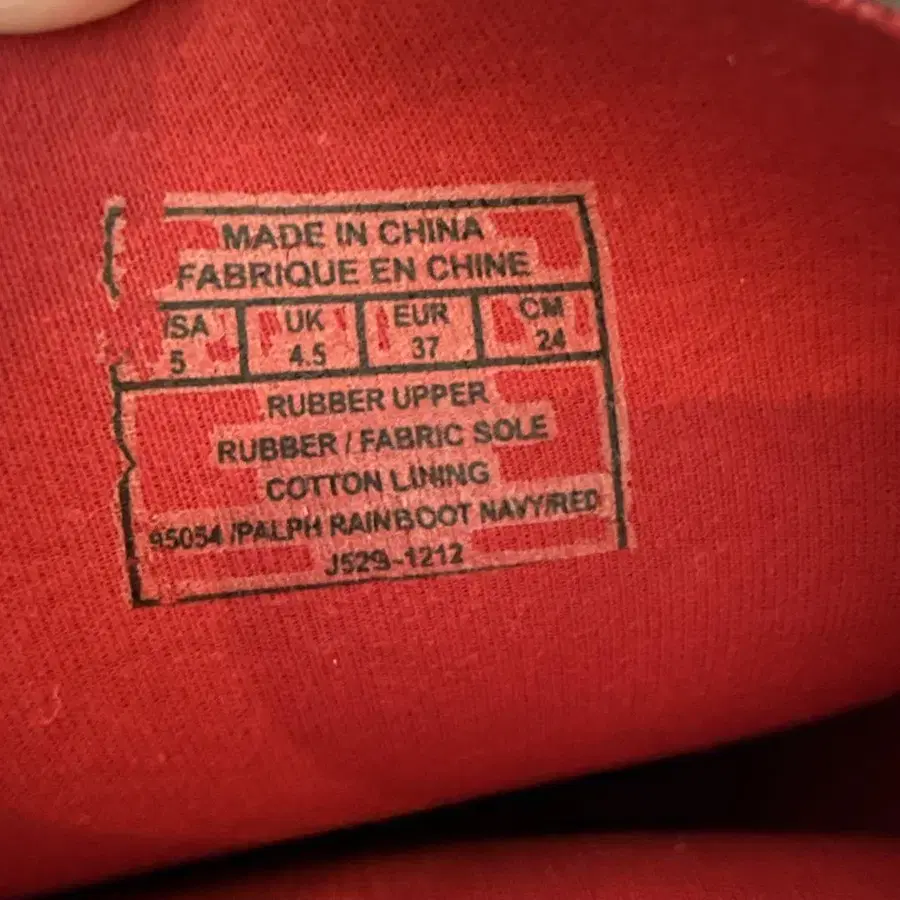 MADE IN CHINA
FABRIQUE EN CHINE
USA UK EUR CM
5 4.5 37 24
RUBBER UPPER
RUBBER / FABRIC SOLE
COTTON LINING
95054 /PALPH RAINBOOT NAVY/RED
J529-1212